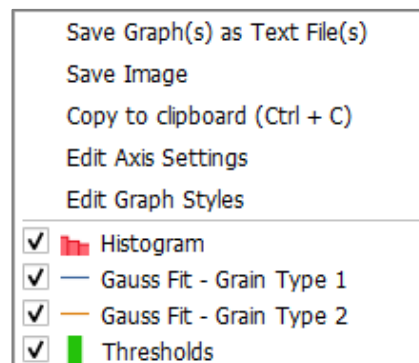 Save Graph(s) as Text File(s)
Save Image
Copy to clipboard (Ctrl + C)
Edit Axis Settings
Edit Graph Styles
Histogram
Gauss Fit - Grain Type 1
Gauss Fit - Grain Type 2
Thresholds